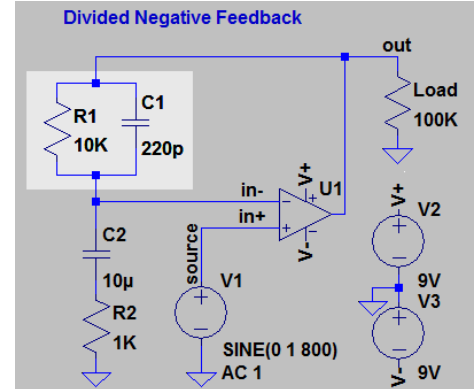 Divided Negative Feedback
out
R1
10K
C1
220p
Load
100K
in-
in+
V+
U1
V-
source
C2
10µ
R2
1K
V1
SINE(0 1 800)
AC 1
V+
V2
9V
V3
9V
V-